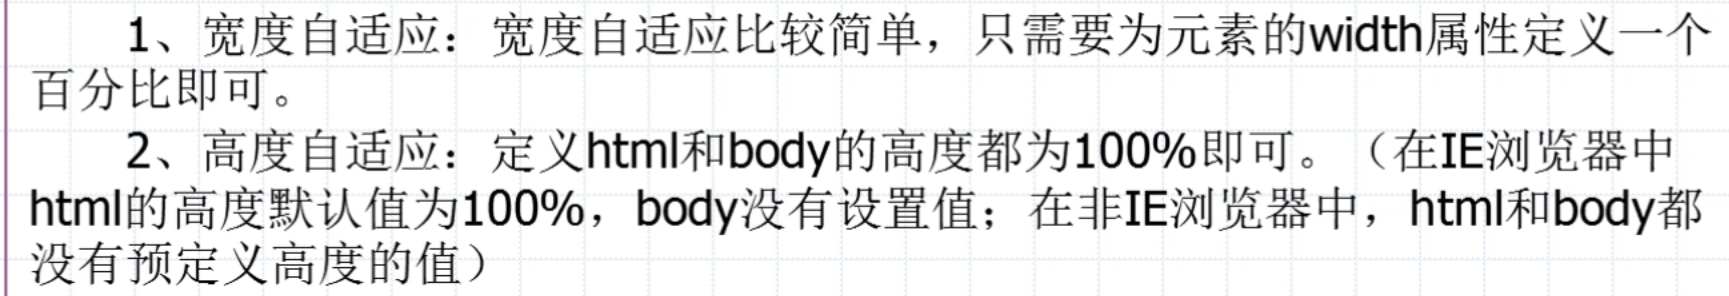 1、宽度自适应：宽度自适应比较简单，只需要为元素的width属性定义一个
百分比即可。
2、高度自适应：定义html和body的高度都为100%即可。（在IE浏览器中
html的高度默认值为100%，body没有设置值；在非IE浏览器中，html和body都
没有预定义高度的值）